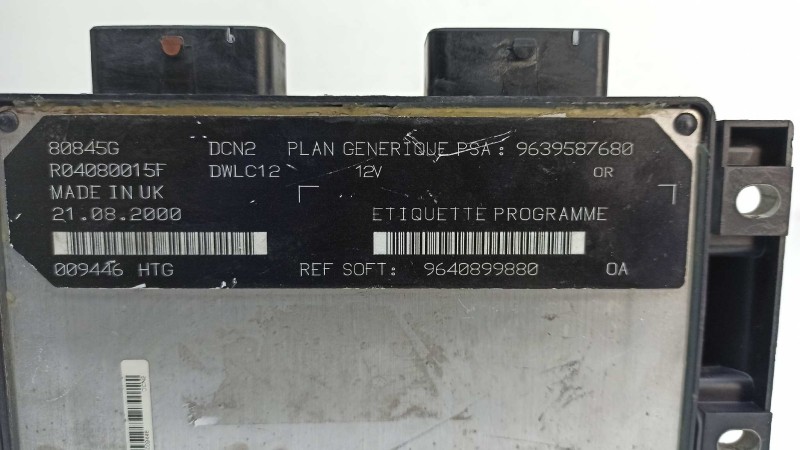 80845G DCN2 PLAN GENERIQUE PSA : 9639587680
R04080015F DWLC12 12V OR
MADE IN UK
21.08.2000 ETIQUETTE PROGRAMME
009446 HTG REF SOFT: 9640899880 OA